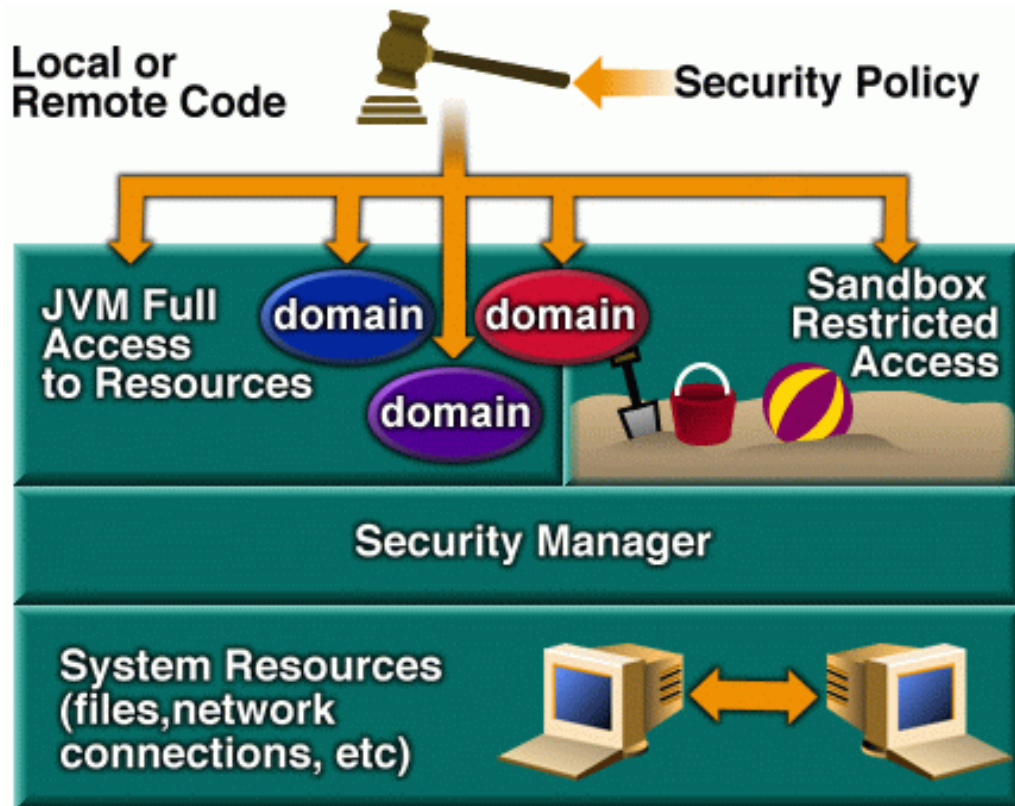 Local or
Remote Code
Security Policy
JVM Full
Access
to Resources
domain
domain
domain
Sandbox
Restricted
Access
Security Manager
System Resources
(files,network
connections, etc)